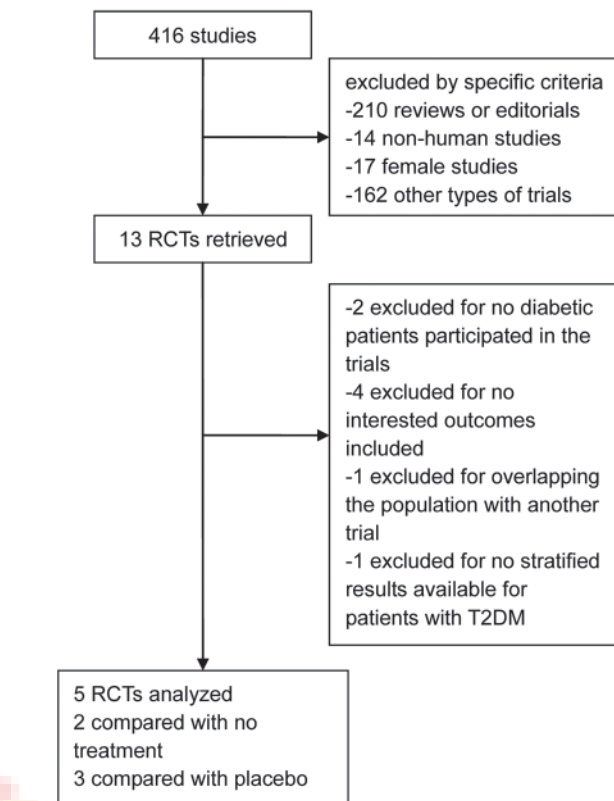 416 studies
excluded by specific criteria
-210 reviews or editorials
-14 non-human studies
-17 female studies
-162 other types of trials
13 RCTs retrieved
-2 excluded for no diabetic
patients participated in the
trials
-4 excluded for no
interested outcomes
included
-1 excluded for overlapping
the population with another
trial
-1 excluded for no stratified
results available for
patients with T2DM
5 RCTs analyzed
2 compared with no
treatment
3 compared with placebo